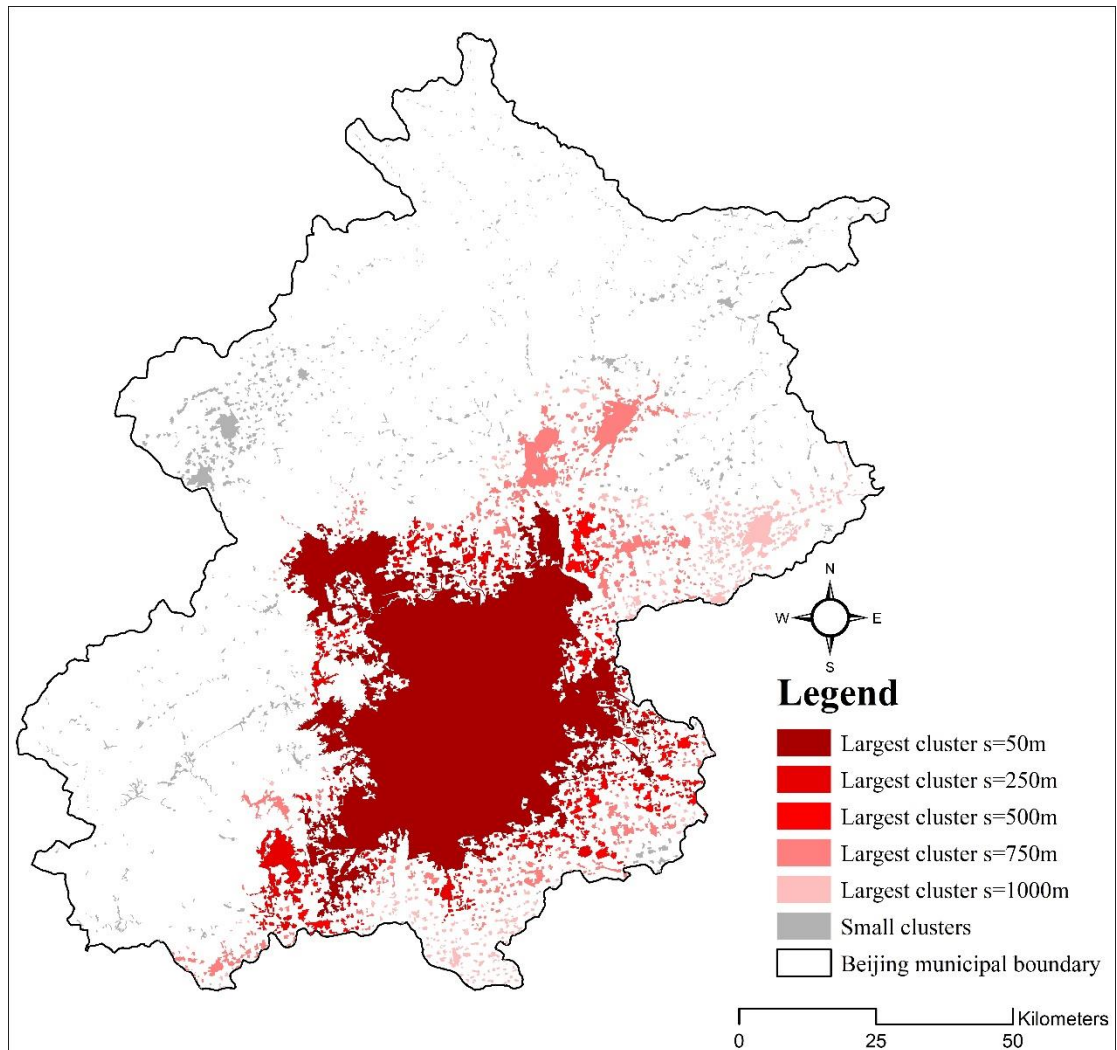 N
W E
S
Legend
Largest cluster s=50m
Largest cluster s=250m
Largest cluster s=500m
Largest cluster s=750m
Largest cluster s=1000m
Small clusters
Beijing municipal boundary
Kilometers
0 25 50